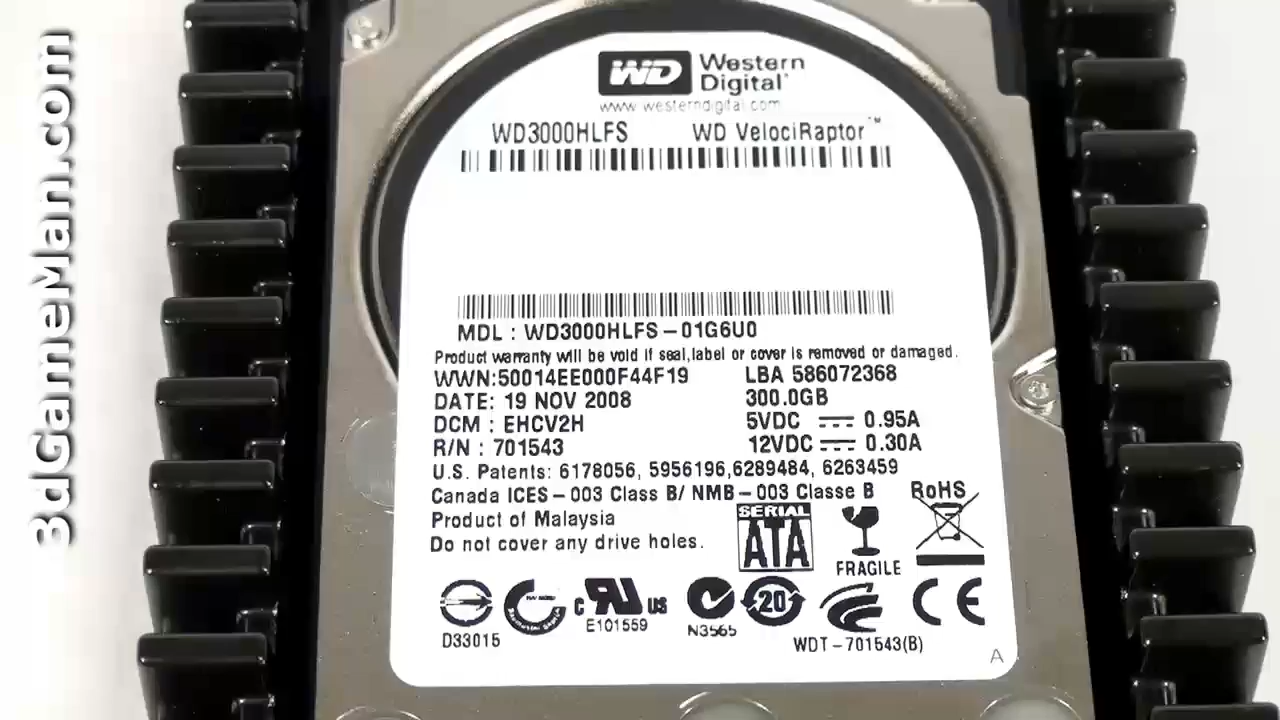 3dGameMan.com
WD Western Digital
www.westerndigital.com
WD3000HLFS WD VelociRaptor™
MDL : WD3000HLFS-01G6U0
Product warranty will be void if seal,label or cover is removed or damaged.
WWN:50014EE000F44F19 LBA 586072368
DATE: 19 NOV 2008 300.0GB
DCM : EHCV2H 5VDC 0.95A
R/N : 701543 12VDC 0.30A
U.S. Patents: 6178056, 5956196,6289484, 6263459
Canada ICES-003 Class B/ NMB-003 Classe B RoHS
Product of Malaysia SERIAL ATA
Do not cover any drive holes.
FRAGILE
D33015 c UL US E101559 N3565 20 CE
WDT-701543(B)
A